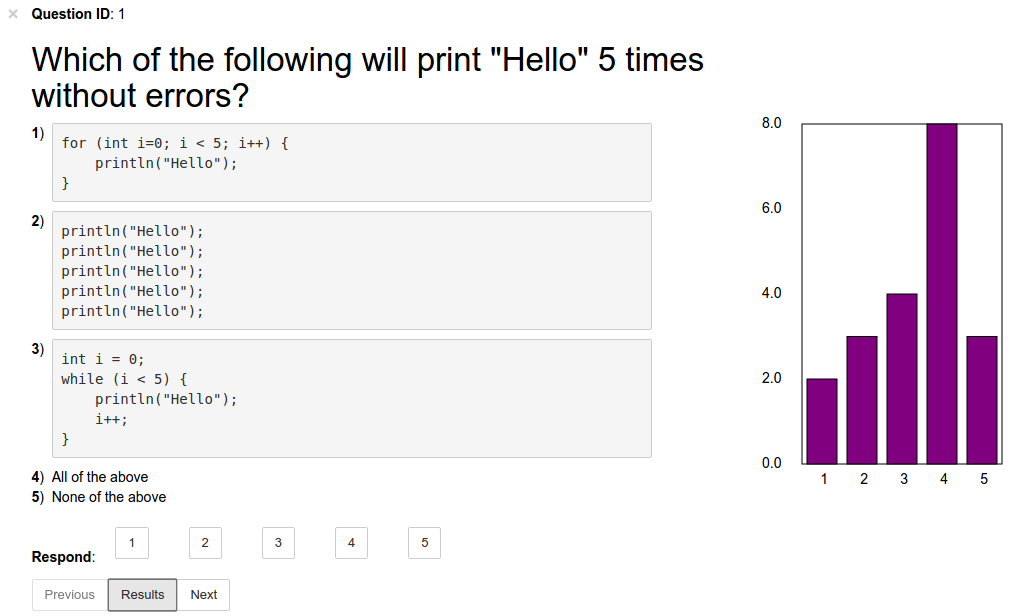 × Question ID: 1
Which of the following will print "Hello" 5 times
without errors?
1)
for (int i=0; i < 5; i++) {
    println("Hello");
}
2)
println("Hello");
println("Hello");
println("Hello");
println("Hello");
println("Hello");
3)
int i = 0;
while (i < 5) {
    println("Hello");
    i++;
}
4) All of the above
5) None of the above
Respond: 1 2 3 4 5
Previous Results Next
8.0
6.0
4.0
2.0
0.0
1 2 3 4 5